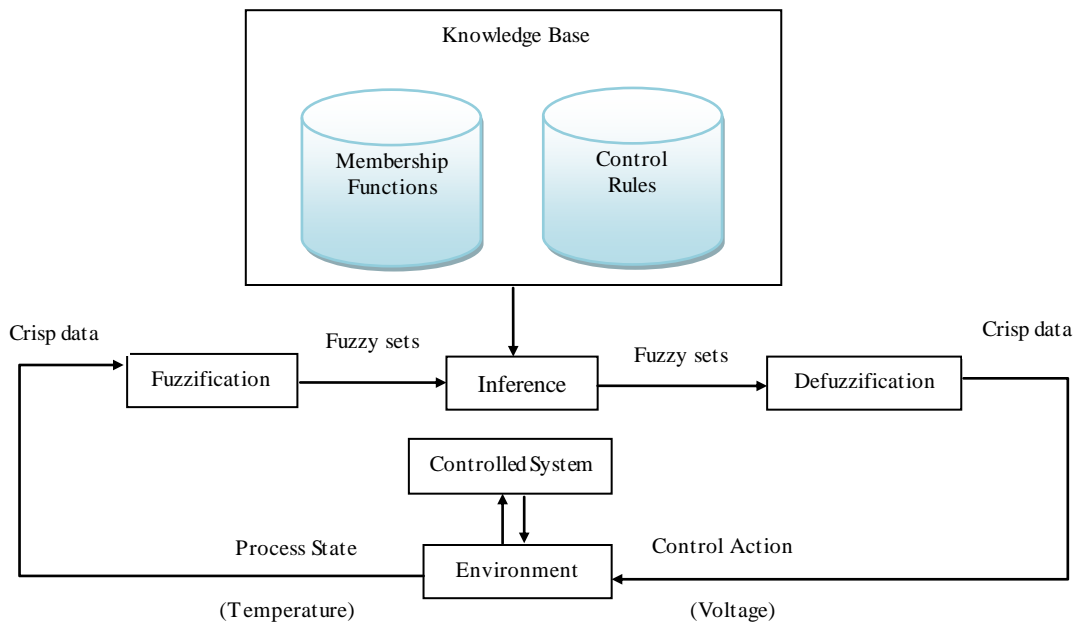 Knowledge Base
Membership
Functions
Control
Rules
Crisp data
Fuzzy sets
Fuzzy sets
Crisp data
Fuzzification
Inference
Defuzzification
Controlled System
Process State
Environment
Control Action
(Temperature)
(Voltage)